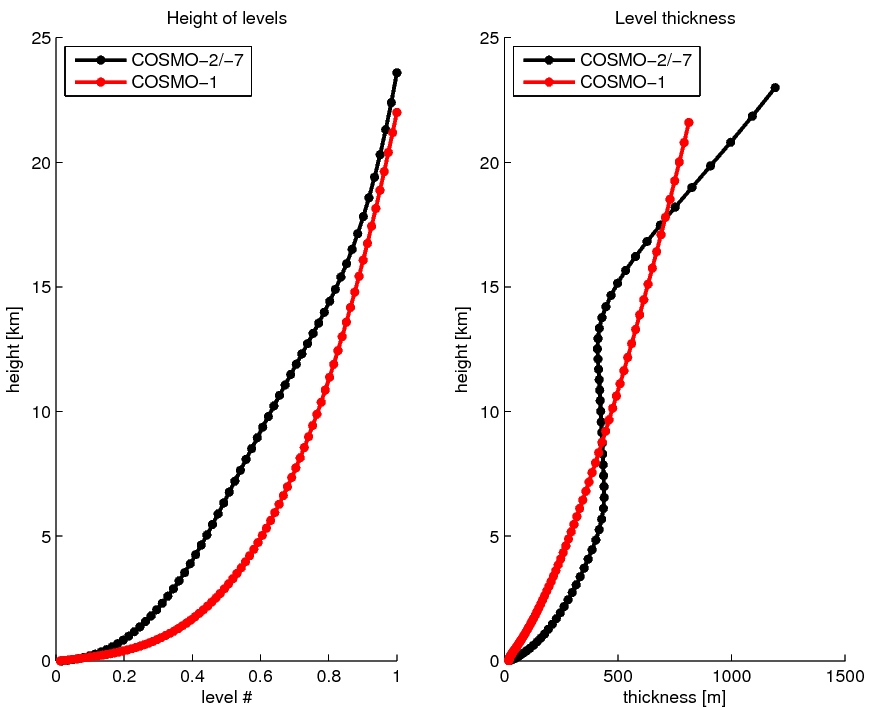 Height of levels
COSMO−2/−7
COSMO−1
25
20
15
10
5
0
height [km]
0
0.2
0.4
0.6
0.8
1
level #
Level thickness
COSMO−2/−7
COSMO−1
25
20
15
10
5
0
height [km]
0
500
1000
1500
thickness [m]